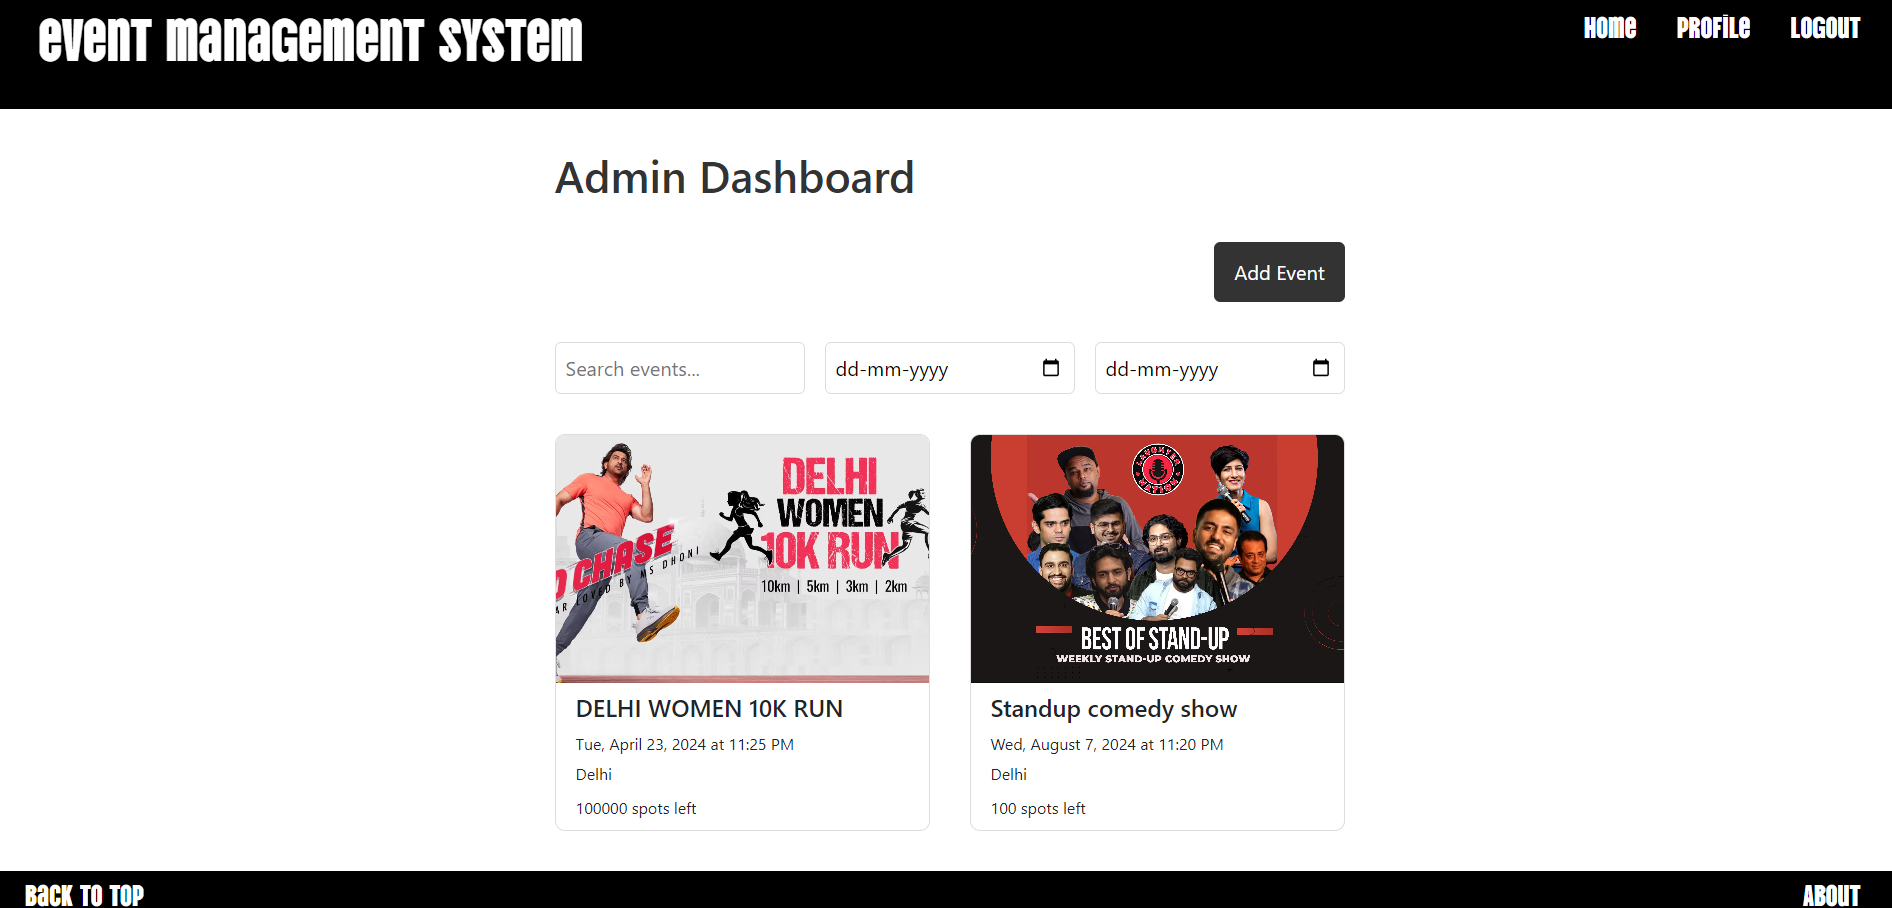 event management system
Home Profile Logout
Admin Dashboard
Add Event
Search events...
dd-mm-yyyy
dd-mm-yyyy
DELHI
WOMEN
10K RUN
10km | 5km | 3km | 2km
CHASE
LOVED BY MS DHONI
LAUGHTER
NATION
BEST OF STAND-UP
WEEKLY STAND-UP COMEDY SHOW
DELHI WOMEN 10K RUN
Tue, April 23, 2024 at 11:25 PM
Delhi
100000 spots left
Standup comedy show
Wed, August 7, 2024 at 11:20 PM
Delhi
100 spots left
Back to top
About